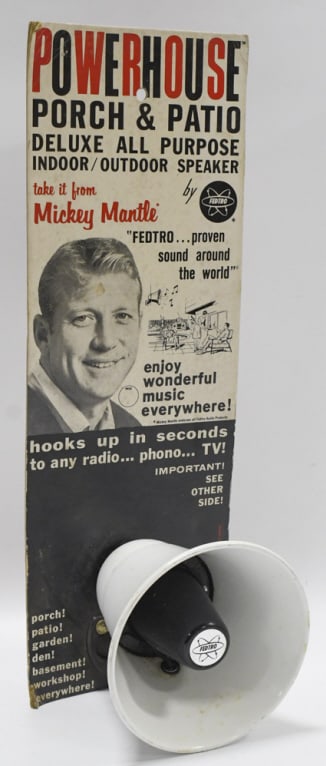 POWERHOUSE™
PORCH & PATIO
DELUXE ALL PURPOSE
INDOOR/OUTDOOR SPEAKER
take it from
Mickey Mantle*
by
FEDTRO
"FEDTRO...proven
sound around
the world"
enjoy
wonderful
music
everywhere!
hooks up in seconds
to any radio... phono... TV!
IMPORTANT!
SEE
OTHER
SIDE!
porch!
patio!
garden!
den!
basement!
workshop!
everywhere!
FEDTRO